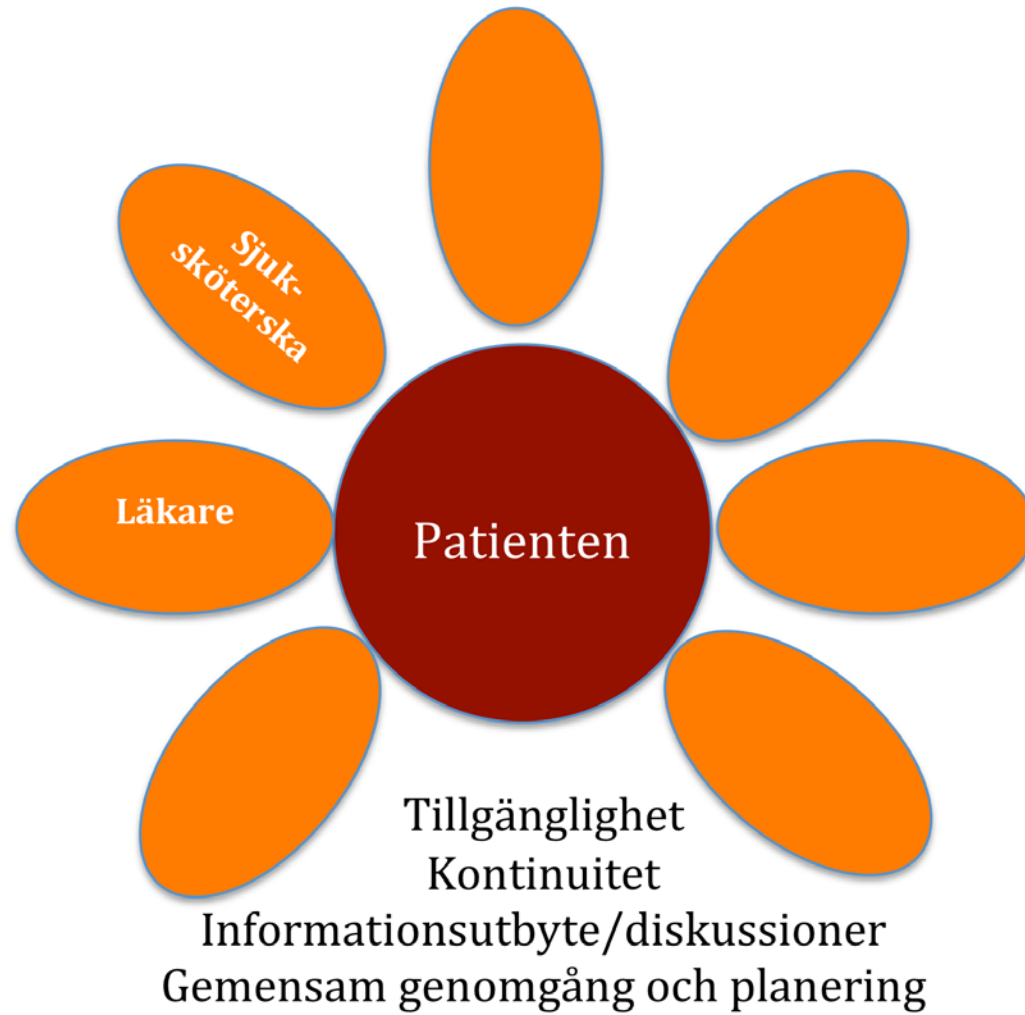 Sjuk-
sköterska
Läkare
Patienten
Tillgänglighet
Kontinuitet
Informationsutbyte/diskussioner
Gemensam genomgång och planering